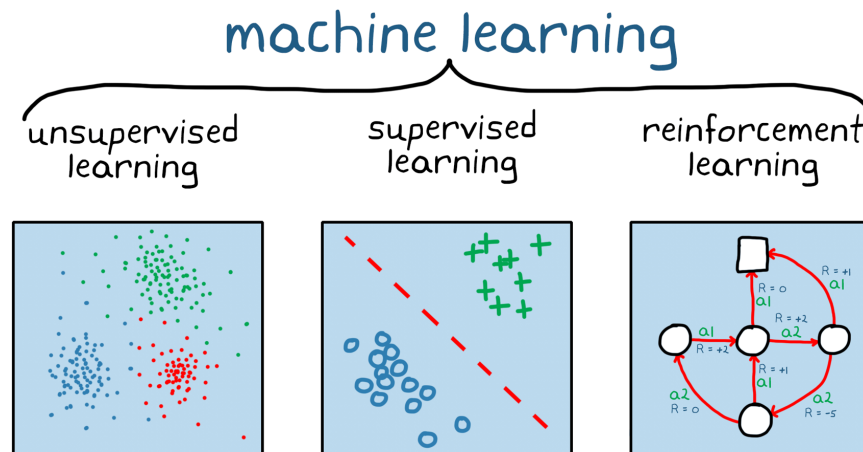 machine learning
unsupervised
learning
supervised
learning
reinforcement
learning
R = +1
a1
R = 0
a1
R = +2
a1
a2
R = +2
R = +1
a1
a2
R = 0
a2
R = -5